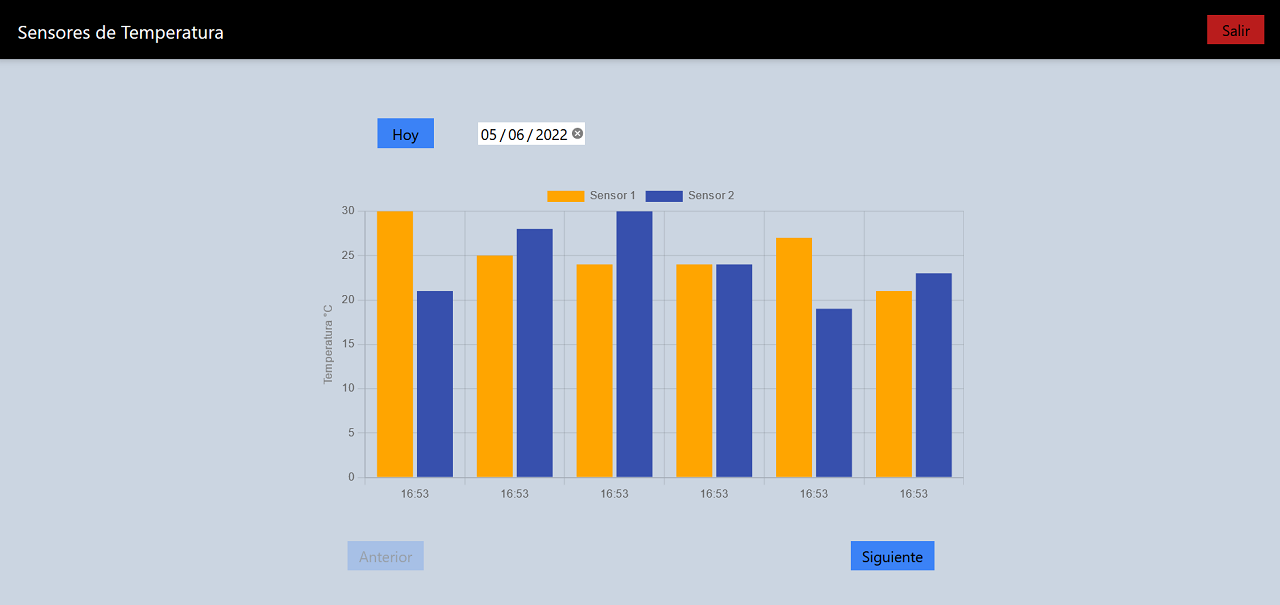 Sensores de Temperatura
Salir
Hoy
05/06/2022
Sensor 1 Sensor 2
Temperatura °C
30
25
20
15
10
5
0
16:53 16:53 16:53 16:53 16:53 16:53
Anterior
Siguiente